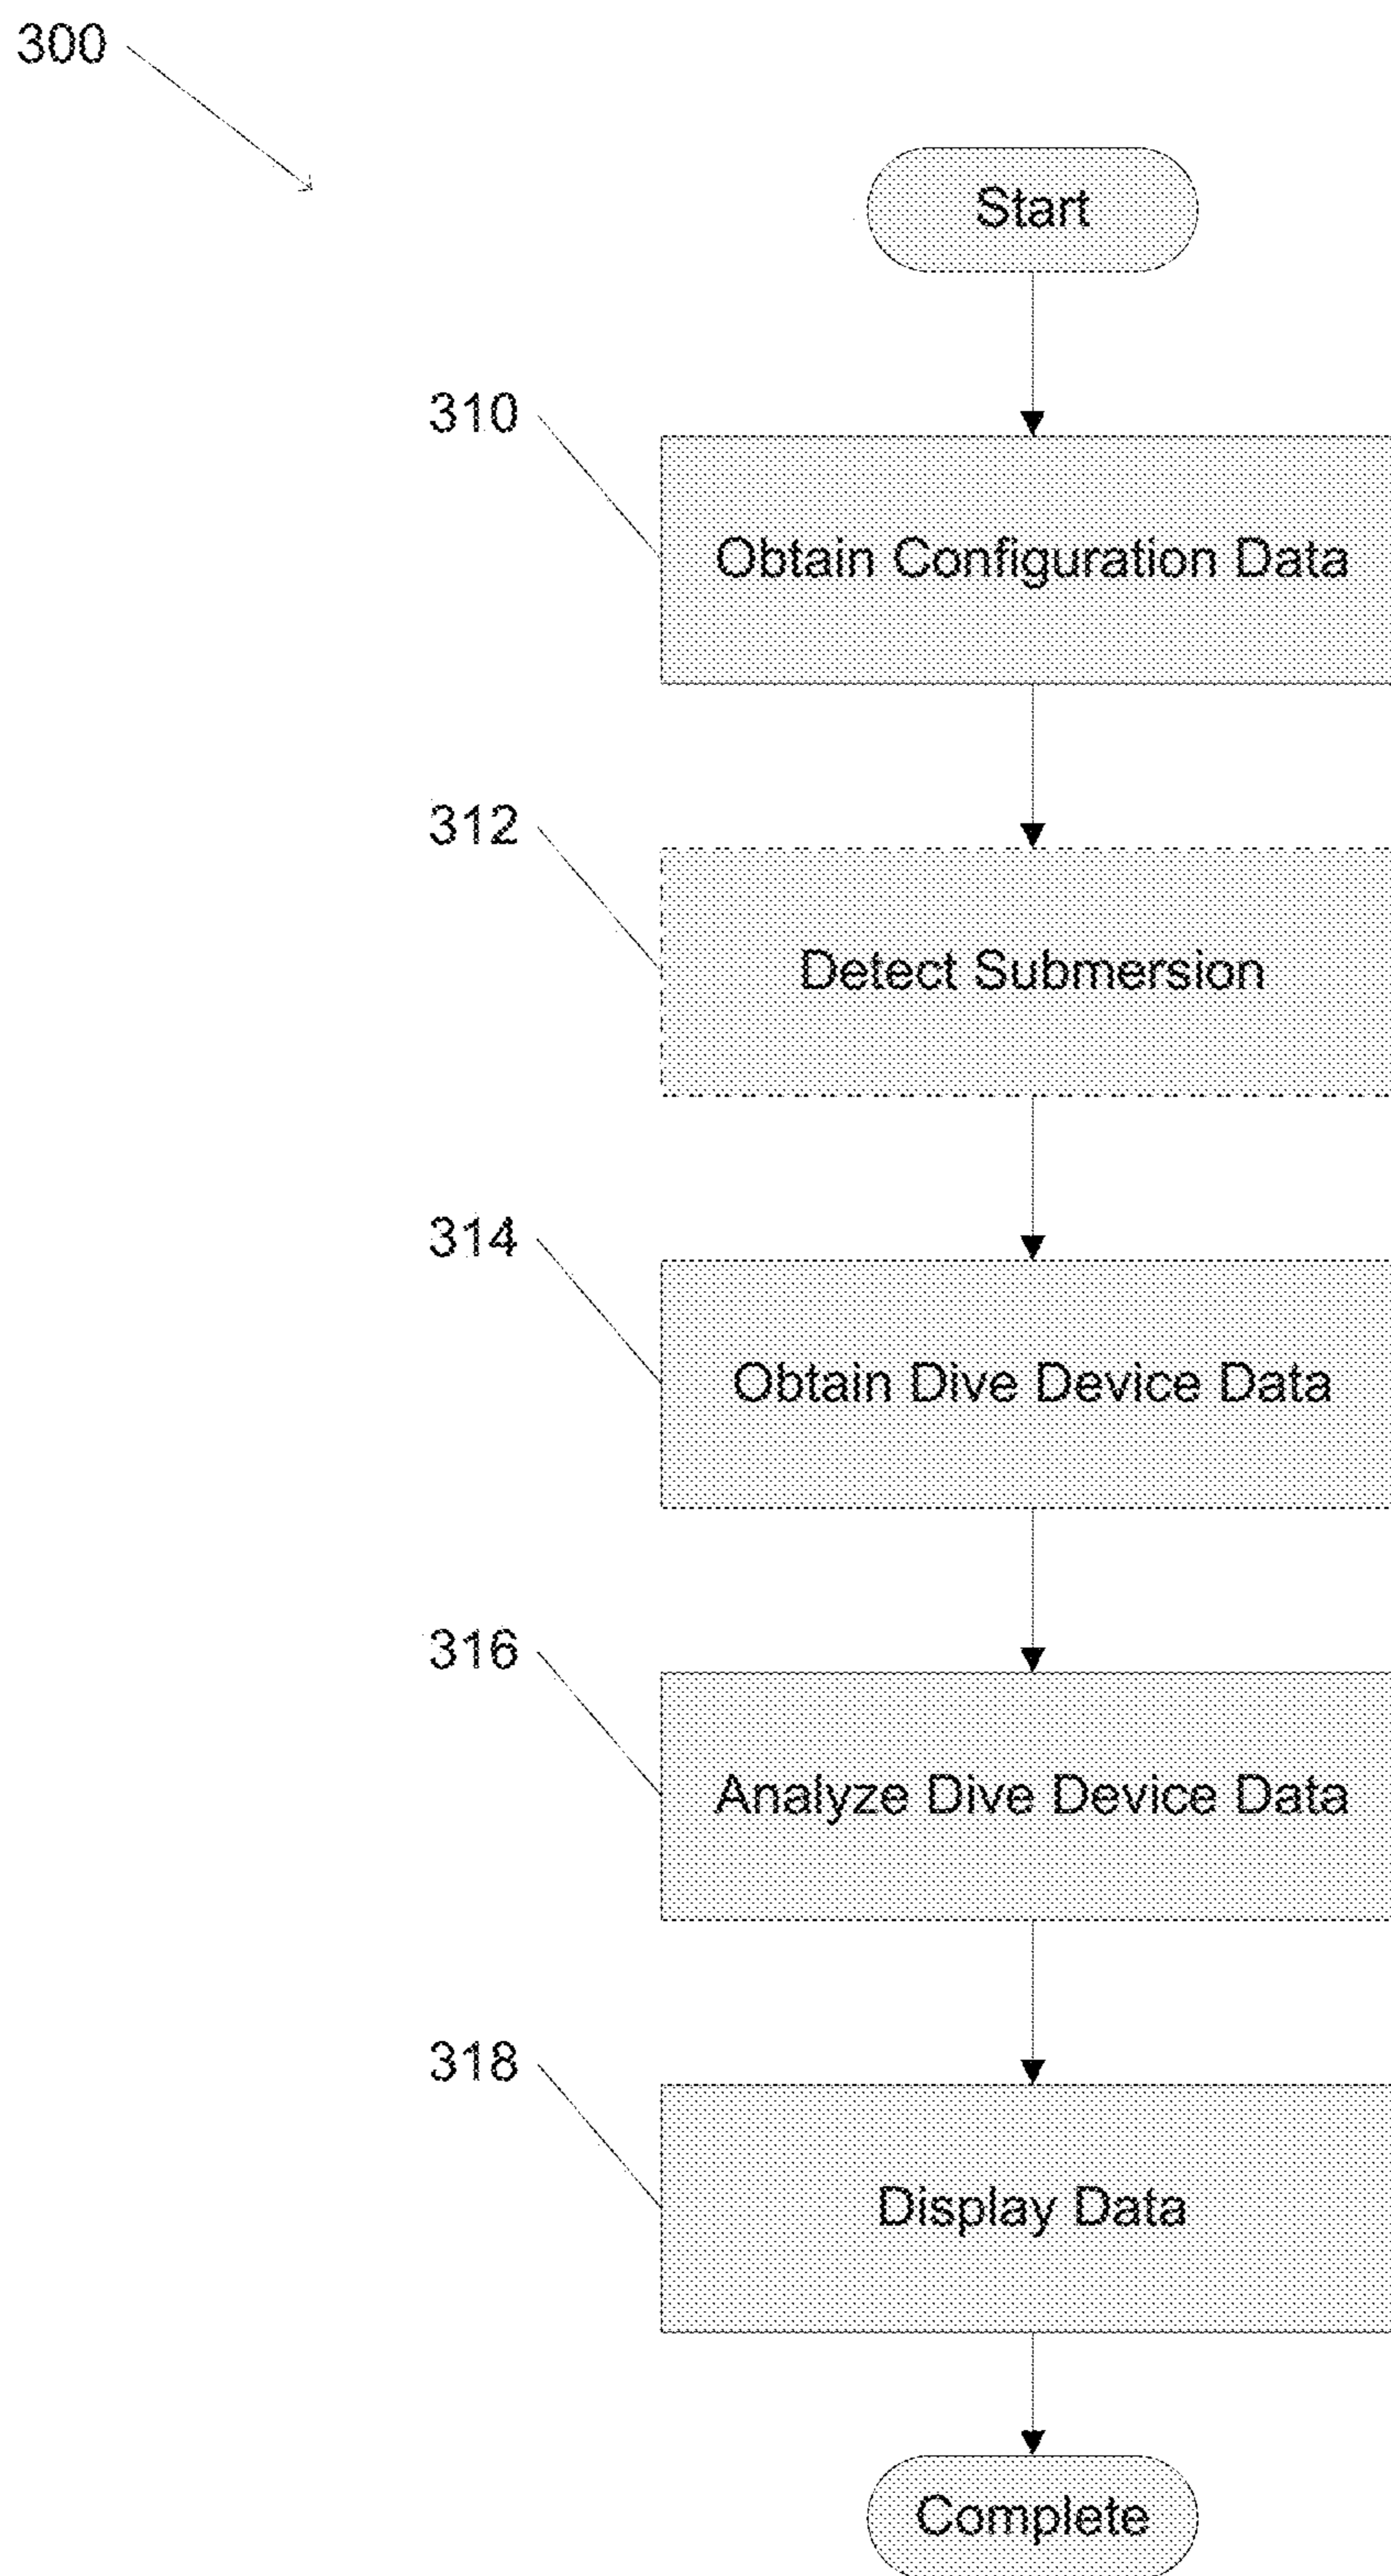 300
Start
310
Obtain Configuration Data
312
Detect Submersion
314
Obtain Dive Device Data
316
Analyze Dive Device Data
318
Display Data
Complete